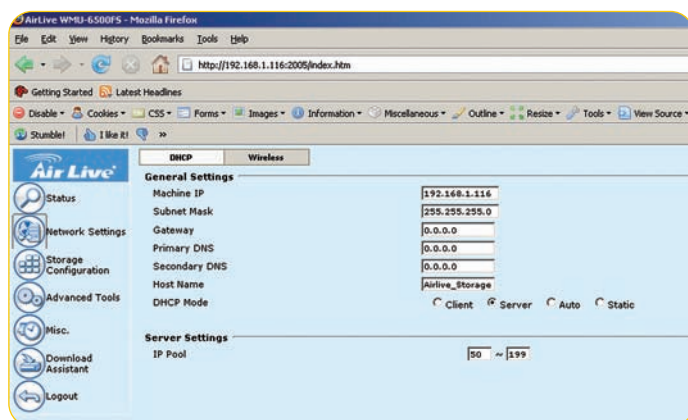 AirLive WMU-6500FS - Mozilla Firefox
File Edit View History Bookmarks Tools Help
http://192.168.1.116:2005/index.htm
Getting Started Latest Headlines
Disable Cookies CSS Forms Images Information Miscellaneous Outline Resize Tools View Source
Stumble! I like it! »
Air Live
DHCP Wireless
Status
Network Settings
Storage Configuration
Advanced Tools
Misc.
Download Assistant
Logout
General Settings
Machine IP 192.168.1.116
Subnet Mask 255.255.255.0
Gateway 0.0.0.0
Primary DNS 0.0.0.0
Secondary DNS 0.0.0.0
Host Name Airlive_Storage
DHCP Mode Client Server Auto Static
Server Settings
IP Pool 50 ~ 199